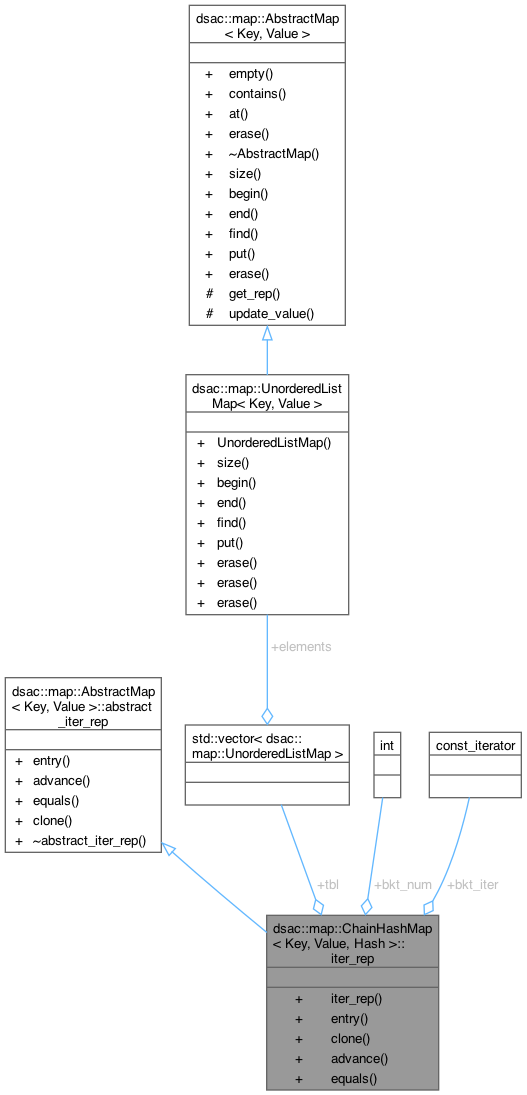 dsac::map::AbstractMap
< Key, Value >
+ empty()
+ contains()
+ at()
+ erase()
+ ~AbstractMap()
+ size()
+ begin()
+ end()
+ find()
+ put()
+ erase()
# get_rep()
# update_value()
dsac::map::UnorderedList
Map< Key, Value >
+ UnorderedListMap()
+ size()
+ begin()
+ end()
+ find()
+ put()
+ erase()
+ erase()
+ erase()
+elements
dsac::map::AbstractMap
< Key, Value >::abstract
_iter_rep
+ entry()
+ advance()
+ equals()
+ clone()
+ ~abstract_iter_rep()
std::vector< dsac::
map::UnorderedListMap >
int
const_iterator
+tbl
+bkt_num
+bkt_iter
dsac::map::ChainHashMap
< Key, Value, Hash >::
iter_rep
+ iter_rep()
+ entry()
+ clone()
+ advance()
+ equals()